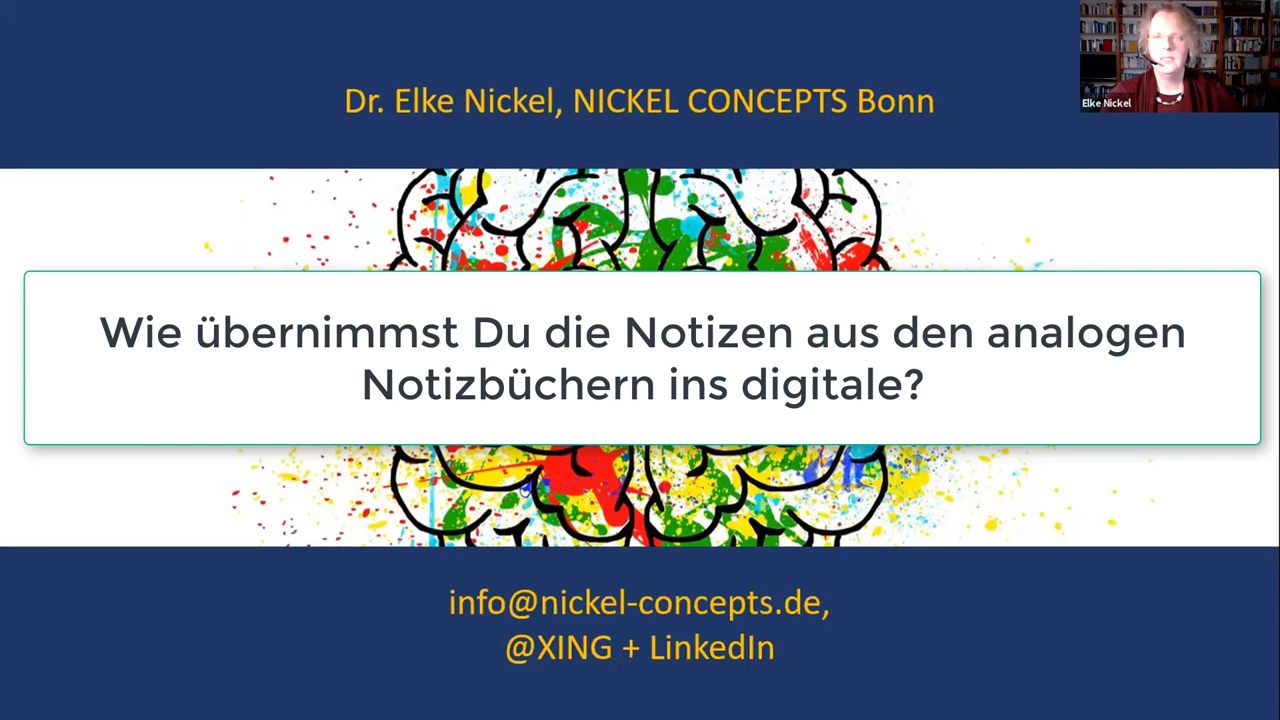 Dr. Elke Nickel, NICKEL CONCEPTS Bonn
Elke Nickel
Wie übernimmst Du die Notizen aus den analogen
Notizbüchern ins digitale?
info@nickel-concepts.de,
@XING + LinkedIn